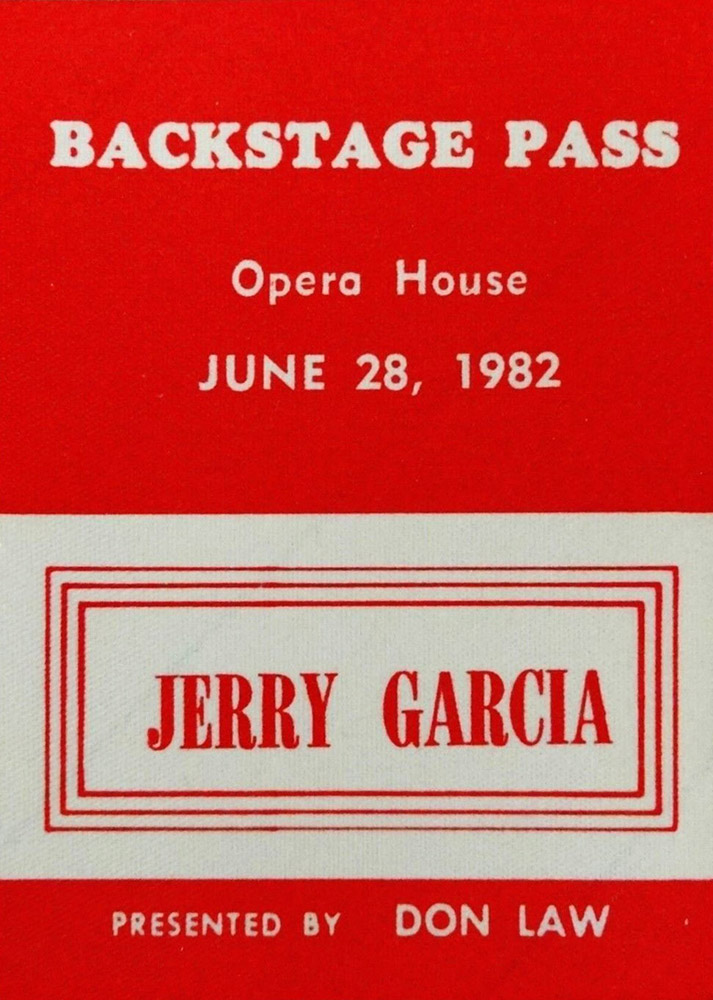 BACKSTAGE PASS
Opera House
JUNE 28, 1982
JERRY GARCIA
PRESENTED BY DON LAW